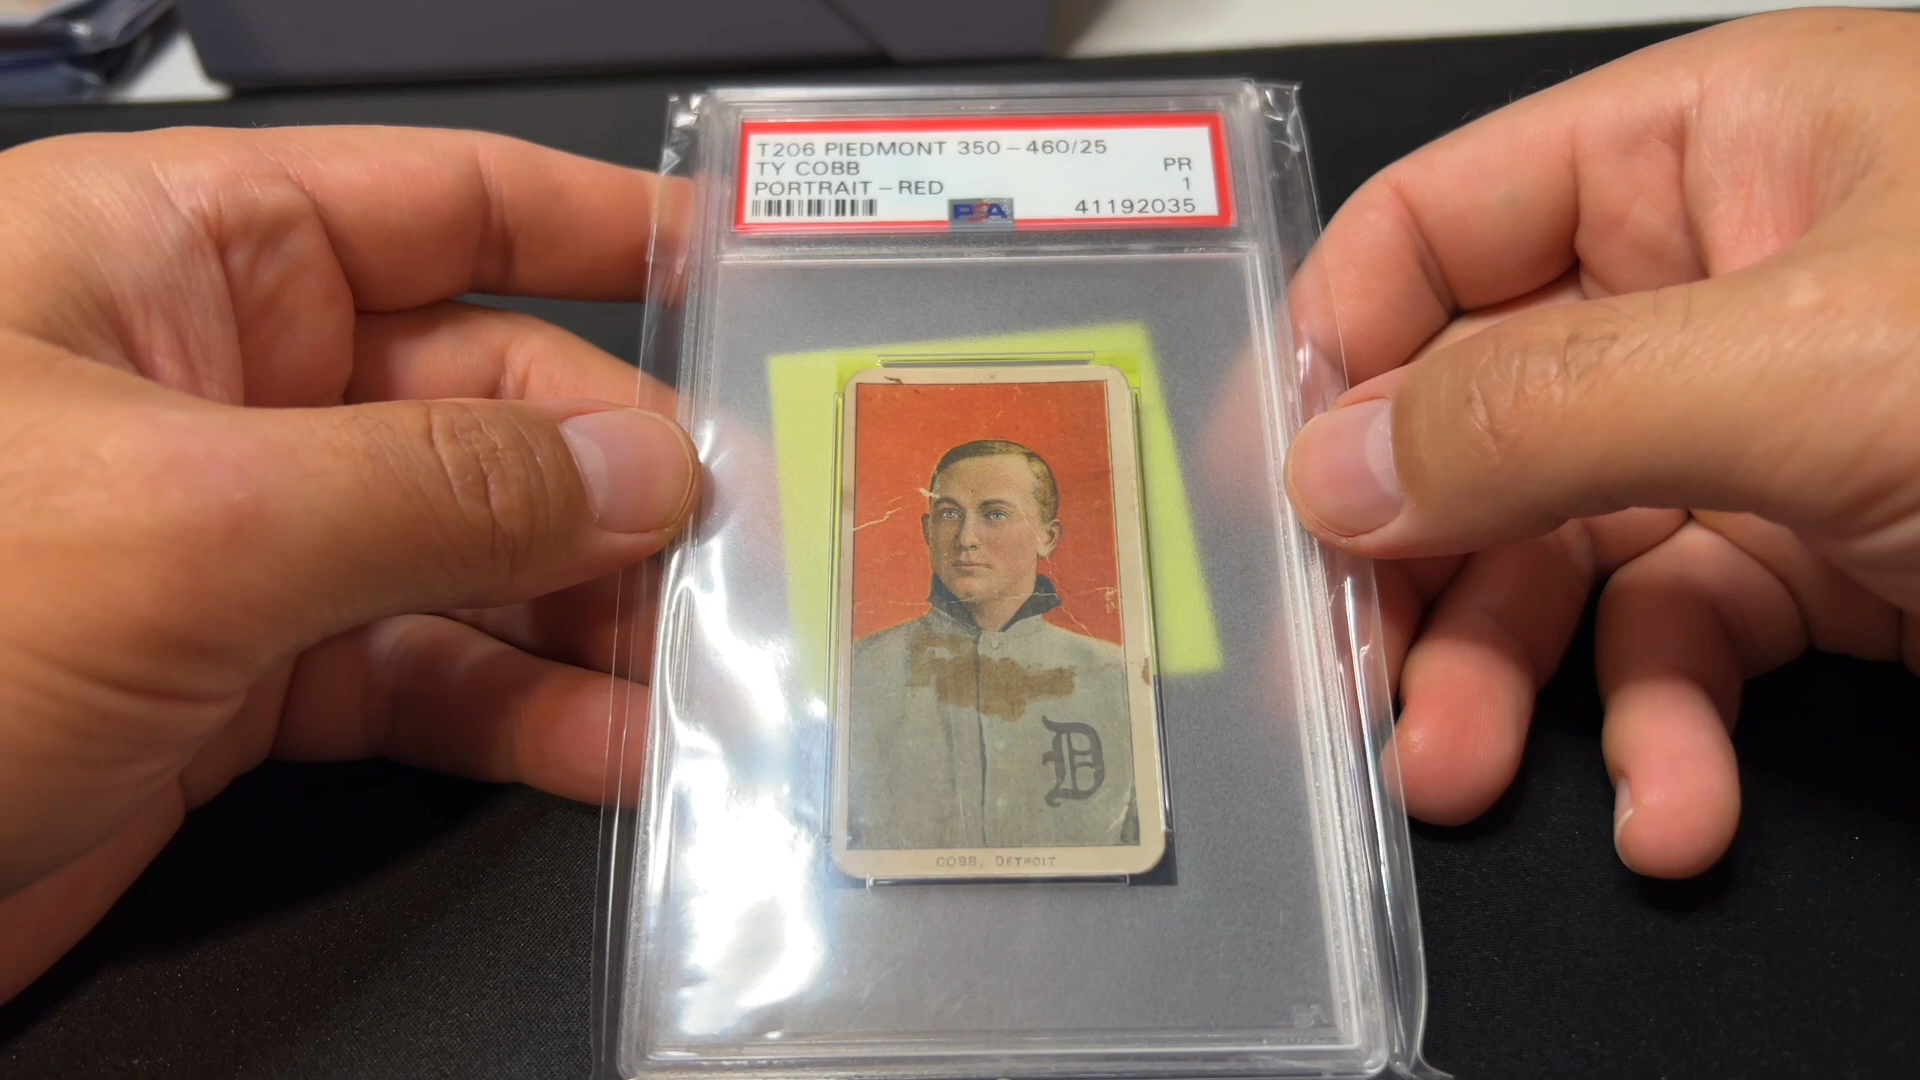 T206 PIEDMONT 350-460/25
TY COBB
PR
PORTRAIT-RED
1
PSA
41192035
D
COBB, DETROIT